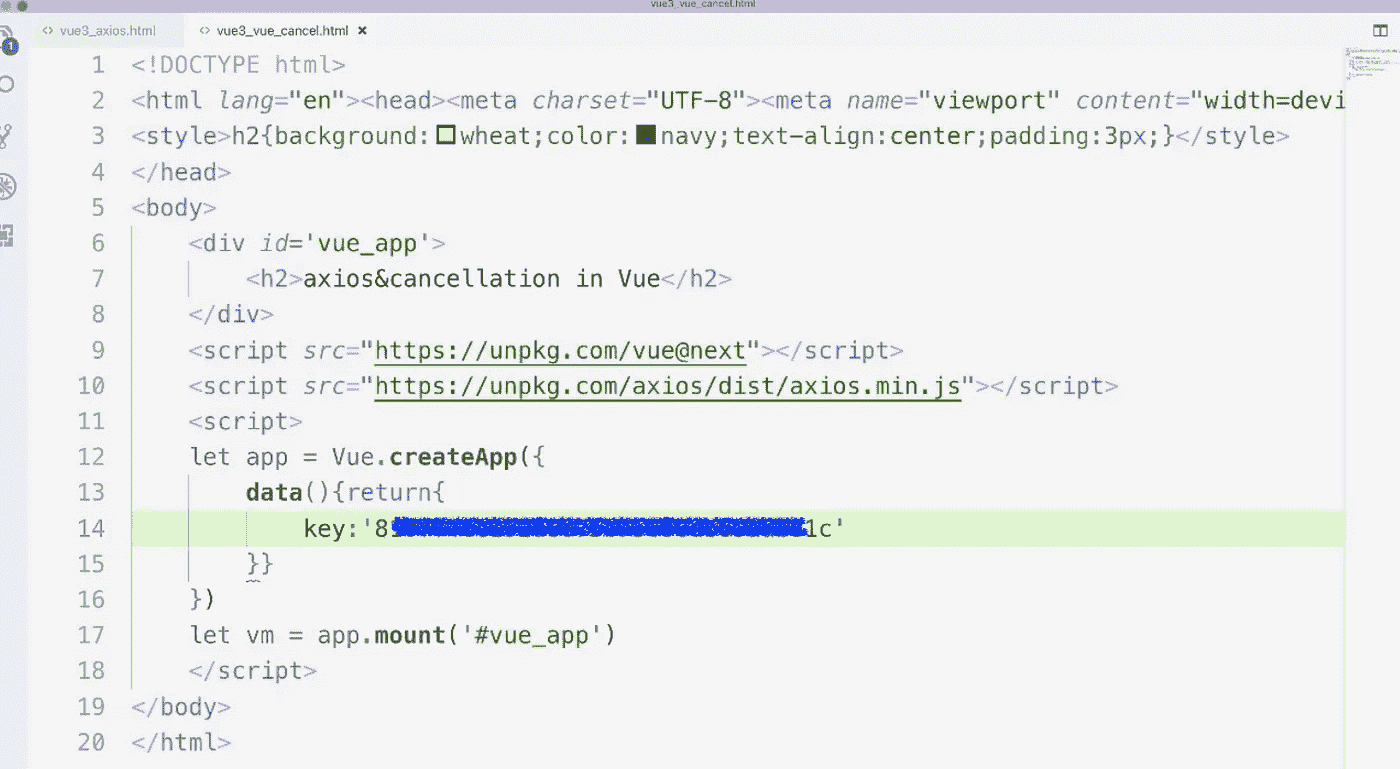 vue3_vue_cancel.html
vue3_axios.html vue3_vue_cancel.html
1 <!DOCTYPE html>
2 <html lang="en"><head><meta charset="UTF-8"><meta name="viewport" content="width=devi
3 <style>h2{background:wheat;color:navy;text-align:center;padding:3px;}</style>
4 </head>
5 <body>
6 <div id='vue_app'>
7 <h2>axios&cancellation in Vue</h2>
8 </div>
9 <script src="https://unpkg.com/vue@next"></script>
10 <script src="https://unpkg.com/axios/dist/axios.min.js"></script>
11 <script>
12 let app = Vue.createApp({
13 data(){return{
14 key:'8 1c'
15 }}
16 })
17 let vm = app.mount('#vue_app')
18 </script>
19 </body>
20 </html>
1